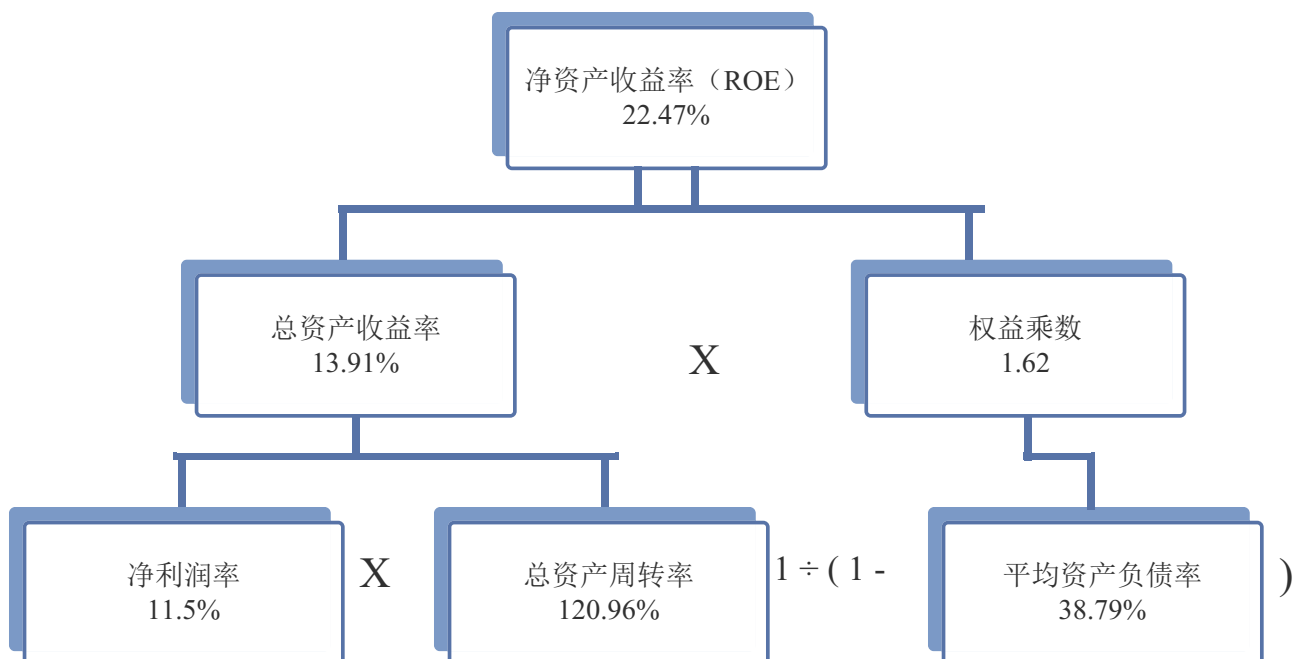 净资产收益率（ROE）
22.47%
总资产收益率
13.91%
X
权益乘数
1.62
净利润率
11.5%
X
总资产周转率
120.96%
1 ÷ ( 1 -
平均资产负债率
38.79%
)